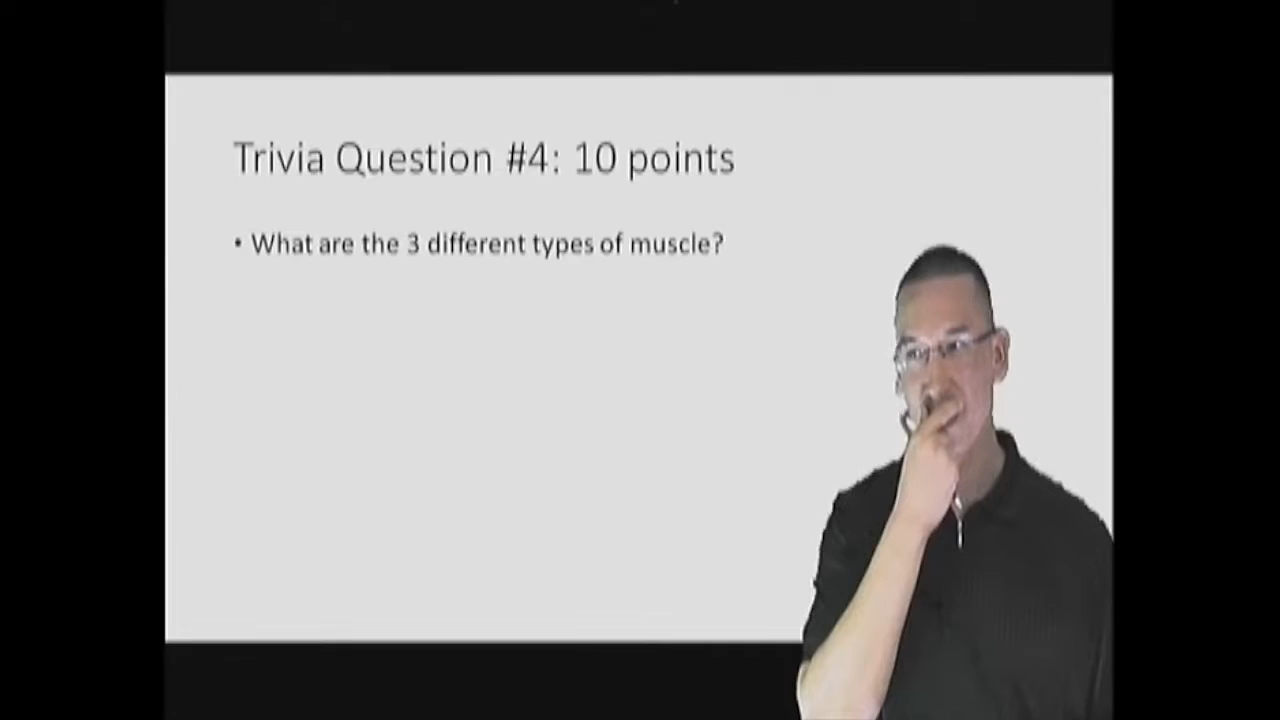 Trivia Question #4: 10 points
• What are the 3 different types of muscle?